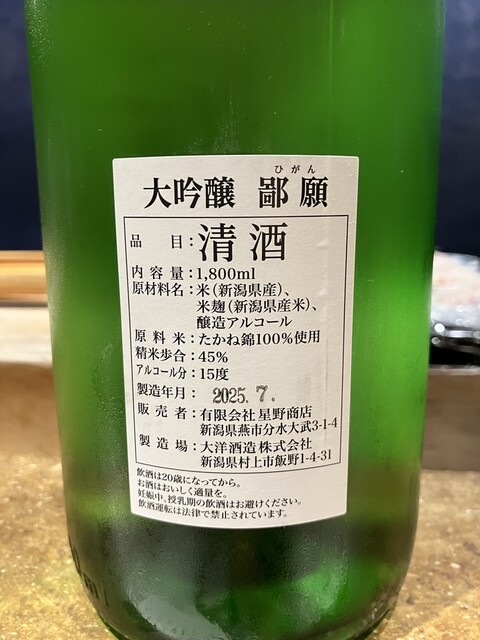 ひがん
大吟醸 鄙願
品目：清酒
内容量：1,800ml
原材料名：米（新潟県産）、
米麹（新潟県産米）、
醸造アルコール
原料米：たかね錦100%使用
精米歩合：45%
アルコール分：15度
製造年月：2025.7.
販売者：有限会社星野商店
新潟県燕市分水大武3-1-4
製造場：大洋酒造株式会社
新潟県村上市飯野1-4-31
飲酒は20歳になってから。
お酒はおいしく適量を。
妊娠中、授乳期の飲酒はお避けください。
飲酒運転は法律で禁止されています。